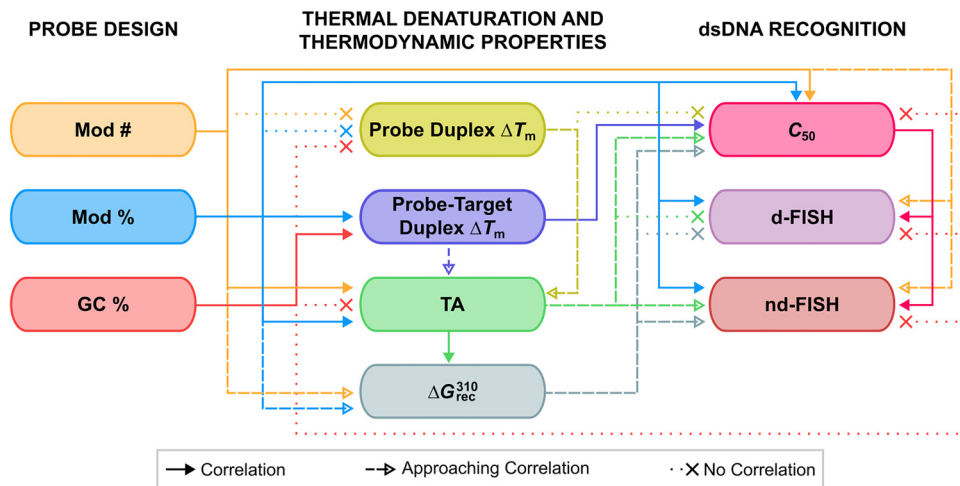 PROBE DESIGN
THERMAL DENATURATION AND
THERMODYNAMIC PROPERTIES
dsDNA RECOGNITION
Mod #
Probe Duplex ΔTm
C50
Mod %
Probe-Target
Duplex ΔTm
d-FISH
GC %
TA
nd-FISH
ΔG310rec
Correlation
Approaching Correlation
No Correlation